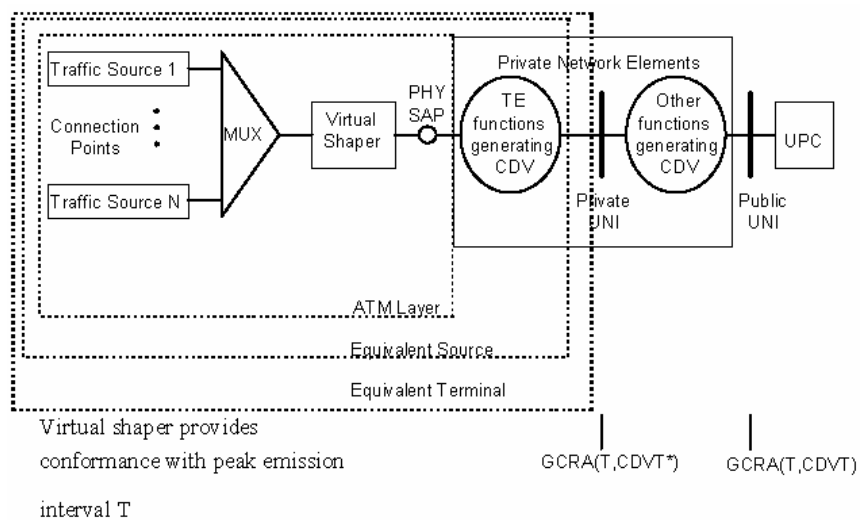 Traffic Source 1
Connection
Points
Traffic Source N
MUX
Virtual
Shaper
PHY
SAP
Private Network Elements
TE
functions
generating
CDV
Other
functions
generating
CDV
UPC
Private
UNI
Public
UNI
ATM Layer
Equivalent Source
Equivalent Terminal
Virtual shaper provides
conformance with peak emission
interval T
GCRA(T,CDVT*)
GCRA(T,CDVT)